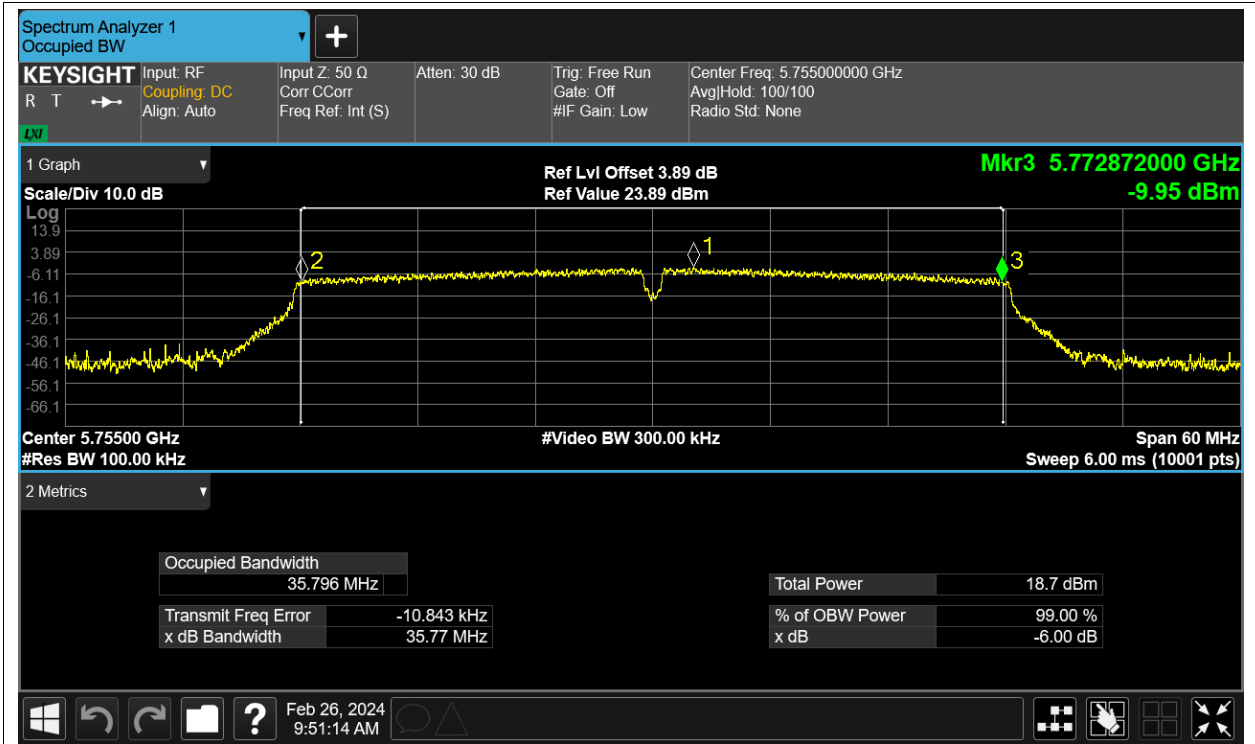 Spectrum Analyzer 1
Occupied BW
KEYSIGHT
R T
LXI
Input: RF
Coupling: DC
Align: Auto
Input Z: 50 Ω
Corr CCorr
Freq Ref: Int (S)
Atten: 30 dB
Trig: Free Run
Gate: Off
#IF Gain: Low
Center Freq: 5.755000000 GHz
Avg|Hold: 100/100
Radio Std: None
1 Graph
Scale/Div 10.0 dB
Ref Lvl Offset 3.89 dB
Ref Value 23.89 dBm
Mkr3 5.772872000 GHz
-9.95 dBm
Log
13.9
3.89
-6.11
-16.1
-26.1
-36.1
-46.1
-56.1
-66.1
2
1
3
Center 5.75500 GHz
#Res BW 100.00 kHz
#Video BW 300.00 kHz
Span 60 MHz
Sweep 6.00 ms (10001 pts)
2 Metrics
Occupied Bandwidth
35.796 MHz
Transmit Freq Error -10.843 kHz
x dB Bandwidth 35.77 MHz
Total Power 18.7 dBm
% of OBW Power 99.00 %
x dB -6.00 dB
?
Feb 26, 2024
9:51:14 AM